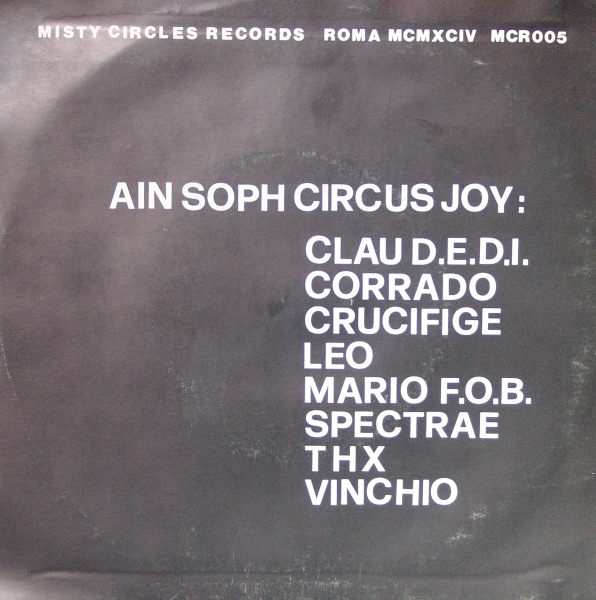 MISTY CIRCLES RECORDS ROMA MCMXCIV MCR005
AIN SOPH CIRCUS JOY:
CLAU D.E.D.I.
CORRADO
CRUCIFIGE
LEO
MARIO F.O.B.
SPECTRAE
THX
VINCHIO